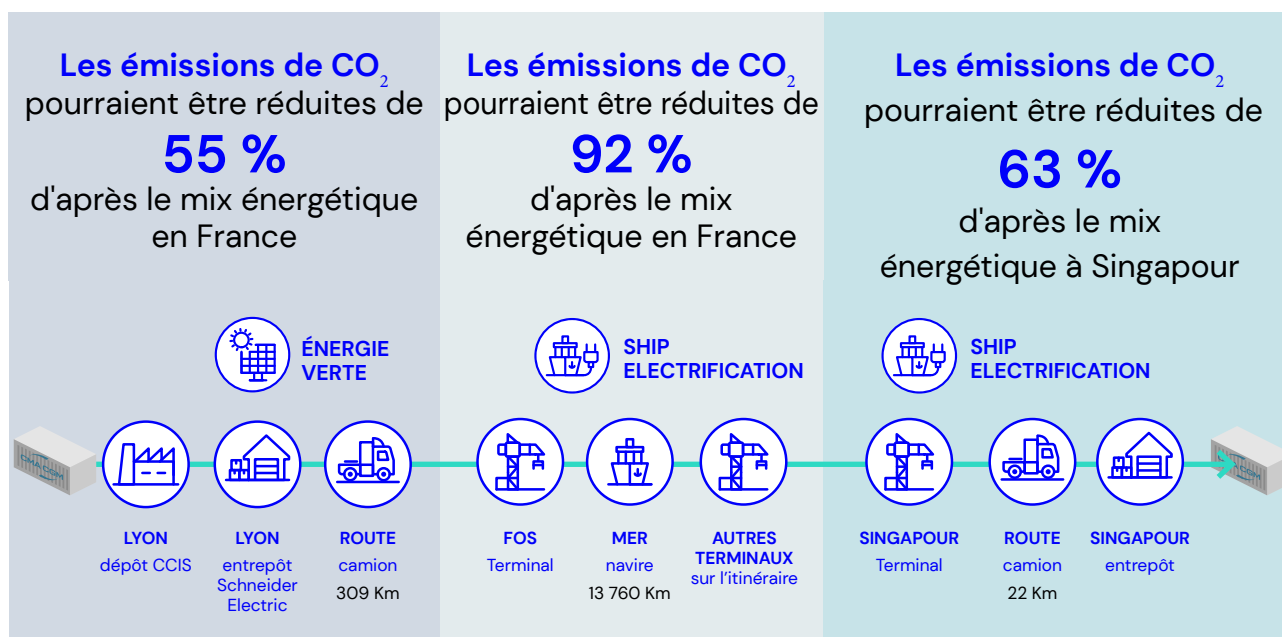 Les émissions de CO₂
pourraient être réduites de
55 %
d'après le mix énergétique
en France
Les émissions de CO₂
pourraient être réduites de
92 %
d'après le mix
énergétique en France
Les émissions de CO₂
pourraient être réduites de
63 %
d'après le mix
énergétique à Singapour
ÉNERGIE
VERTE
SHIP
ELECTRIFICATION
SHIP
ELECTRIFICATION
CMA CGM
LYON
dépôt CCIS
LYON
entrepôt
Schneider
Electric
ROUTE
camion
309 Km
FOS
Terminal
MER
navire
13 760 Km
AUTRES
TERMINAUX
sur l’itinéraire
SINGAPOUR
Terminal
ROUTE
camion
22 Km
SINGAPOUR
entrepôt
CMA CGM